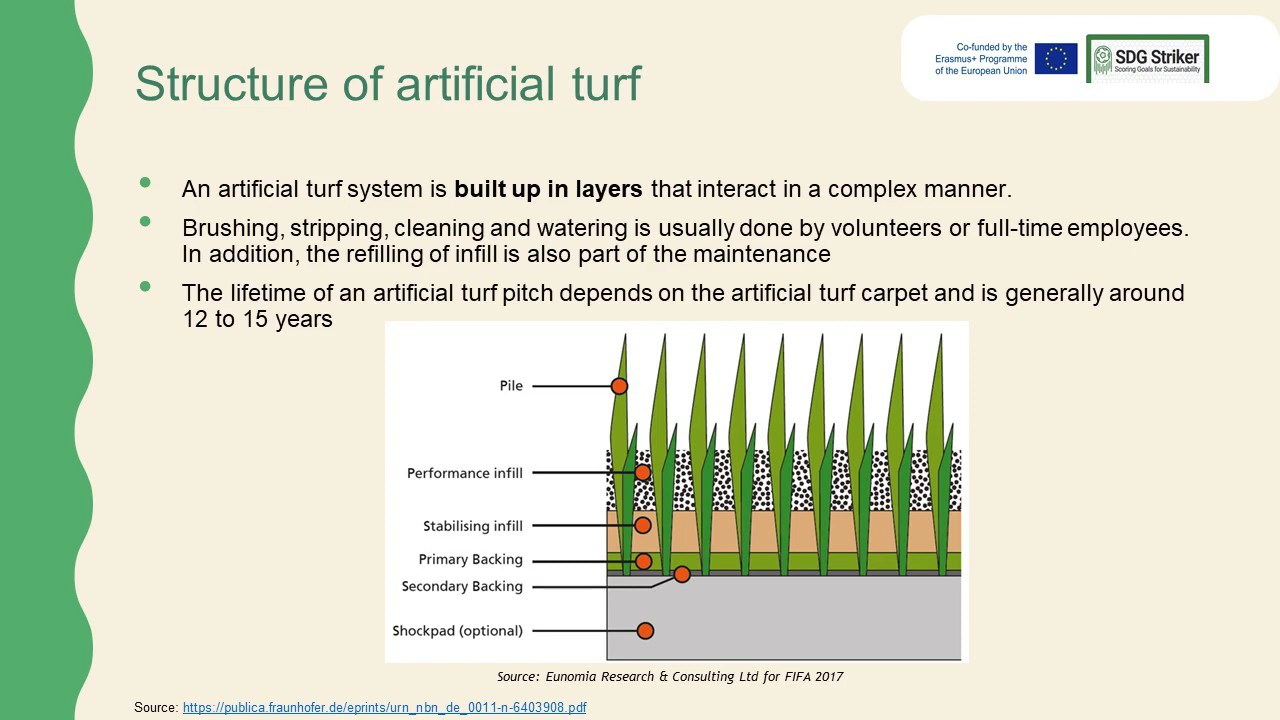 Structure of artificial turf
Co-funded by the
Erasmus+ Programme
of the European Union
SDG Striker
Scoring Goals for Sustainability
• An artificial turf system is built up in layers that interact in a complex manner.
• Brushing, stripping, cleaning and watering is usually done by volunteers or full-time employees.
In addition, the refilling of infill is also part of the maintenance
• The lifetime of an artificial turf pitch depends on the artificial turf carpet and is generally around
12 to 15 years
Pile
Performance infill
Stabilising infill
Primary Backing
Secondary Backing
Shockpad (optional)
Source: Eunomia Research & Consulting Ltd for FIFA 2017
Source: https://publica.fraunhofer.de/eprints/urn_nbn_de_0011-n-6403908.pdf